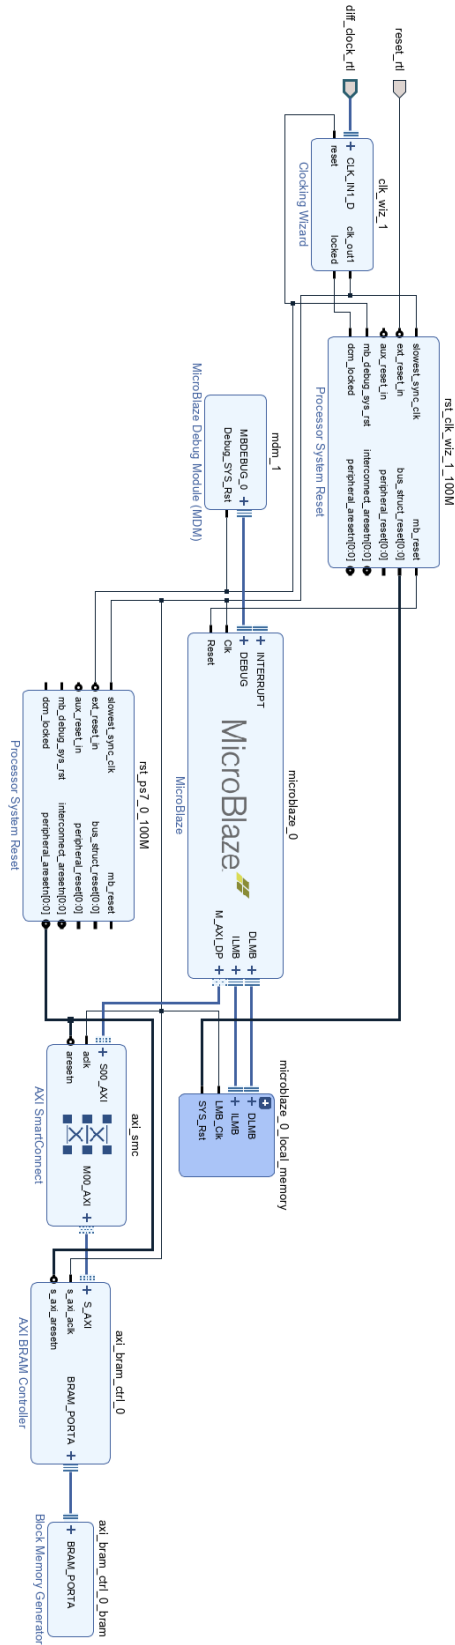 diff_clock_rtl
reset_rtl
clk_wiz_1
CLK_IN1_D
reset
clk_out1
locked
Clocking Wizard
rst_clk_wiz_1_100M
slowest_sync_clk
ext_reset_in
aux_reset_in
mb_debug_sys_rst
dcm_locked
mb_reset
bus_struct_reset[0:0]
peripheral_reset[0:0]
interconnect_aresetn[0:0]
peripheral_aresetn[0:0]
Processor System Reset
mdm_1
MBDEBUG_0
Debug_SYS_Rst
MicroBlaze Debug Module (MDM)
microblaze_0
INTERRUPT
DEBUG
Clk
Reset
MicroBlaze
DLMB
ILMB
M_AXI_DP
MicroBlaze
rst_ps7_0_100M
slowest_sync_clk
ext_reset_in
aux_reset_in
mb_debug_sys_rst
dcm_locked
mb_reset
bus_struct_reset[0:0]
peripheral_reset[0:0]
interconnect_aresetn[0:0]
peripheral_aresetn[0:0]
Processor System Reset
microblaze_0_local_memory
DLMB
ILMB
LMB_Clk
SYS_Rst
axi_smc
S00_AXI
aclk
aresetn
M00_AXI
AXI SmartConnect
axi_bram_ctrl_0
S_AXI
s_axi_aclk
s_axi_aresetn
BRAM_PORTA
AXI BRAM Controller
axi_bram_ctrl_0_bram
BRAM_PORTA
Block Memory Generator